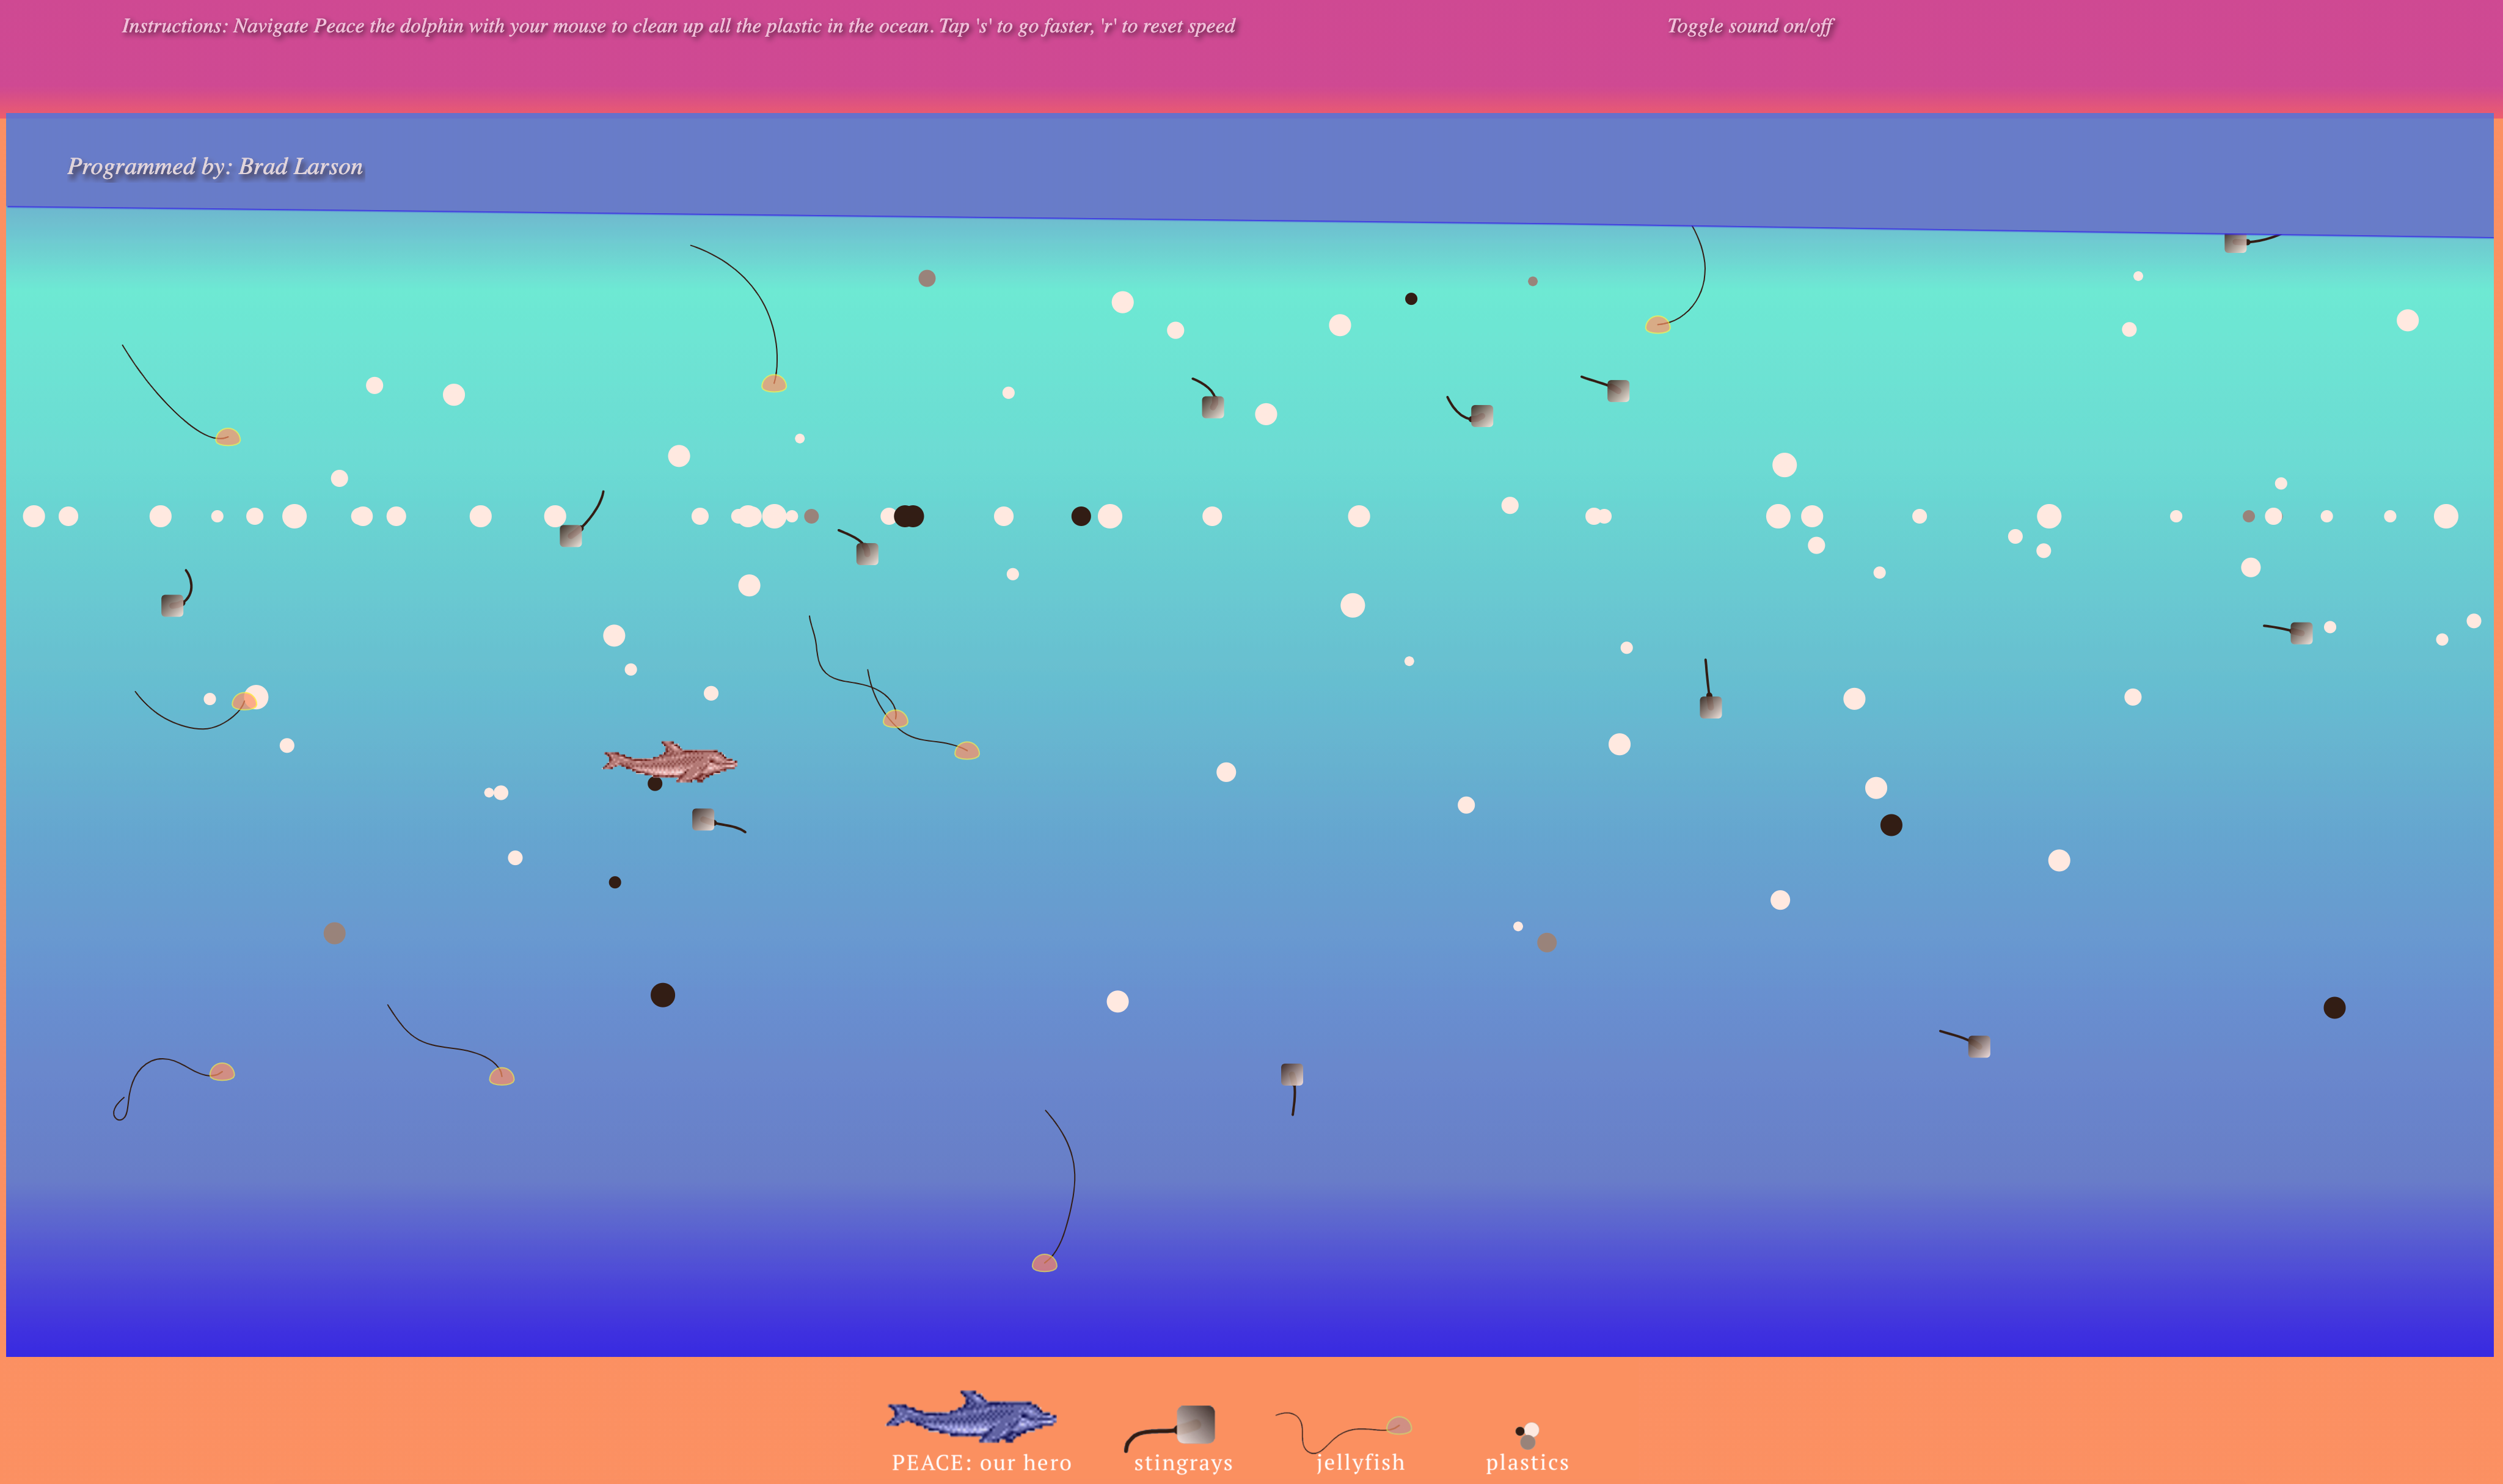 Instructions: Navigate Peace the dolphin with your mouse to clean up all the plastic in the ocean. Tap 's' to go faster, 'r' to reset speed
Toggle sound on/off
Programmed by: Brad Larson
PEACE: our hero
stingrays
jellyfish
plastics